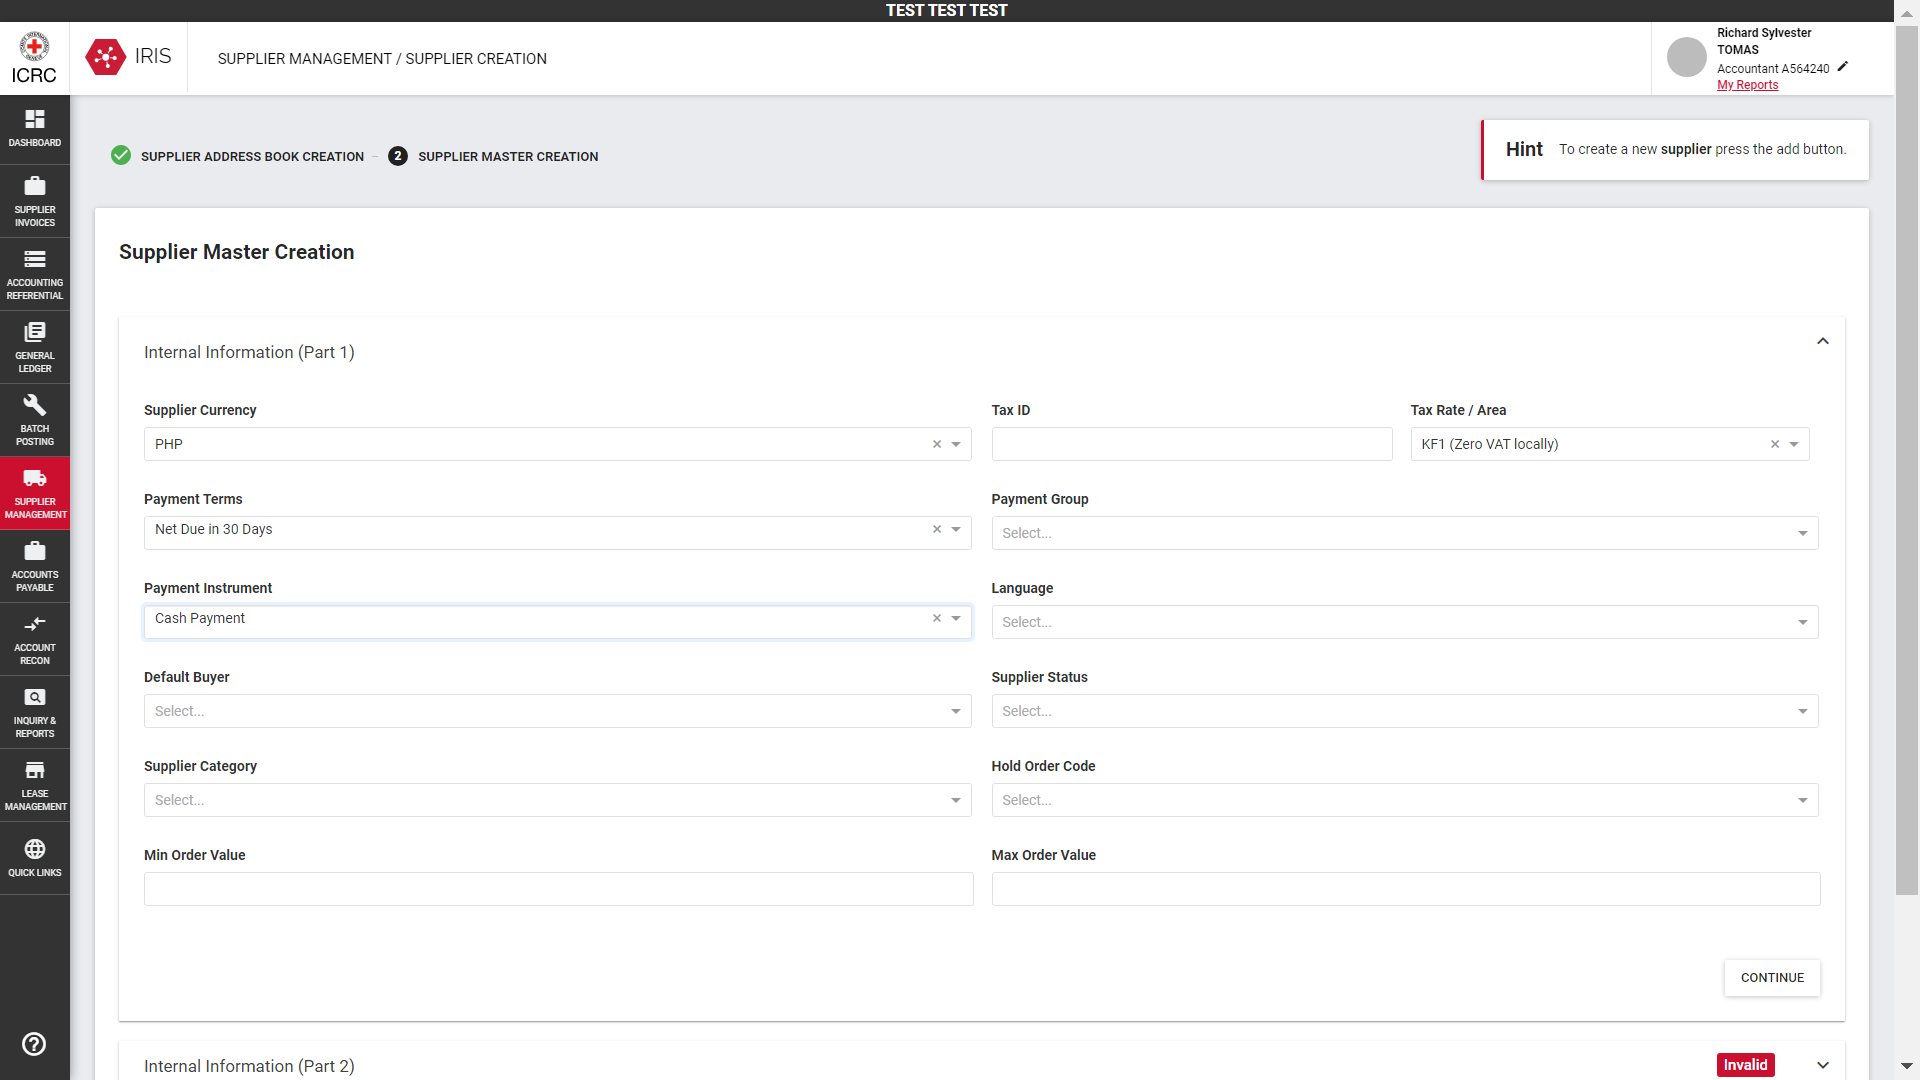 TEST TEST TEST
ICRC
IRIS
SUPPLIER MANAGEMENT / SUPPLIER CREATION
Richard Sylvester
TOMAS
Accountant A564240
My Reports
DASHBOARD
SUPPLIER
INVOICES
ACCOUNTING
REFERENTIAL
GENERAL
LEDGER
BATCH
POSTING
SUPPLIER
MANAGEMENT
ACCOUNTS
PAYABLE
ACCOUNT
RECON
INQUIRY &
REPORTS
LEASE
MANAGEMENT
QUICK LINKS
SUPPLIER ADDRESS BOOK CREATION
2 SUPPLIER MASTER CREATION
Hint To create a new supplier press the add button.
Supplier Master Creation
Internal Information (Part 1)
Supplier Currency
PHP
Tax ID
Tax Rate / Area
KF1 (Zero VAT locally)
Payment Terms
Net Due in 30 Days
Payment Group
Select...
Payment Instrument
Cash Payment
Language
Select...
Default Buyer
Select...
Supplier Status
Select...
Supplier Category
Select...
Hold Order Code
Select...
Min Order Value
Max Order Value
CONTINUE
Internal Information (Part 2)
Invalid